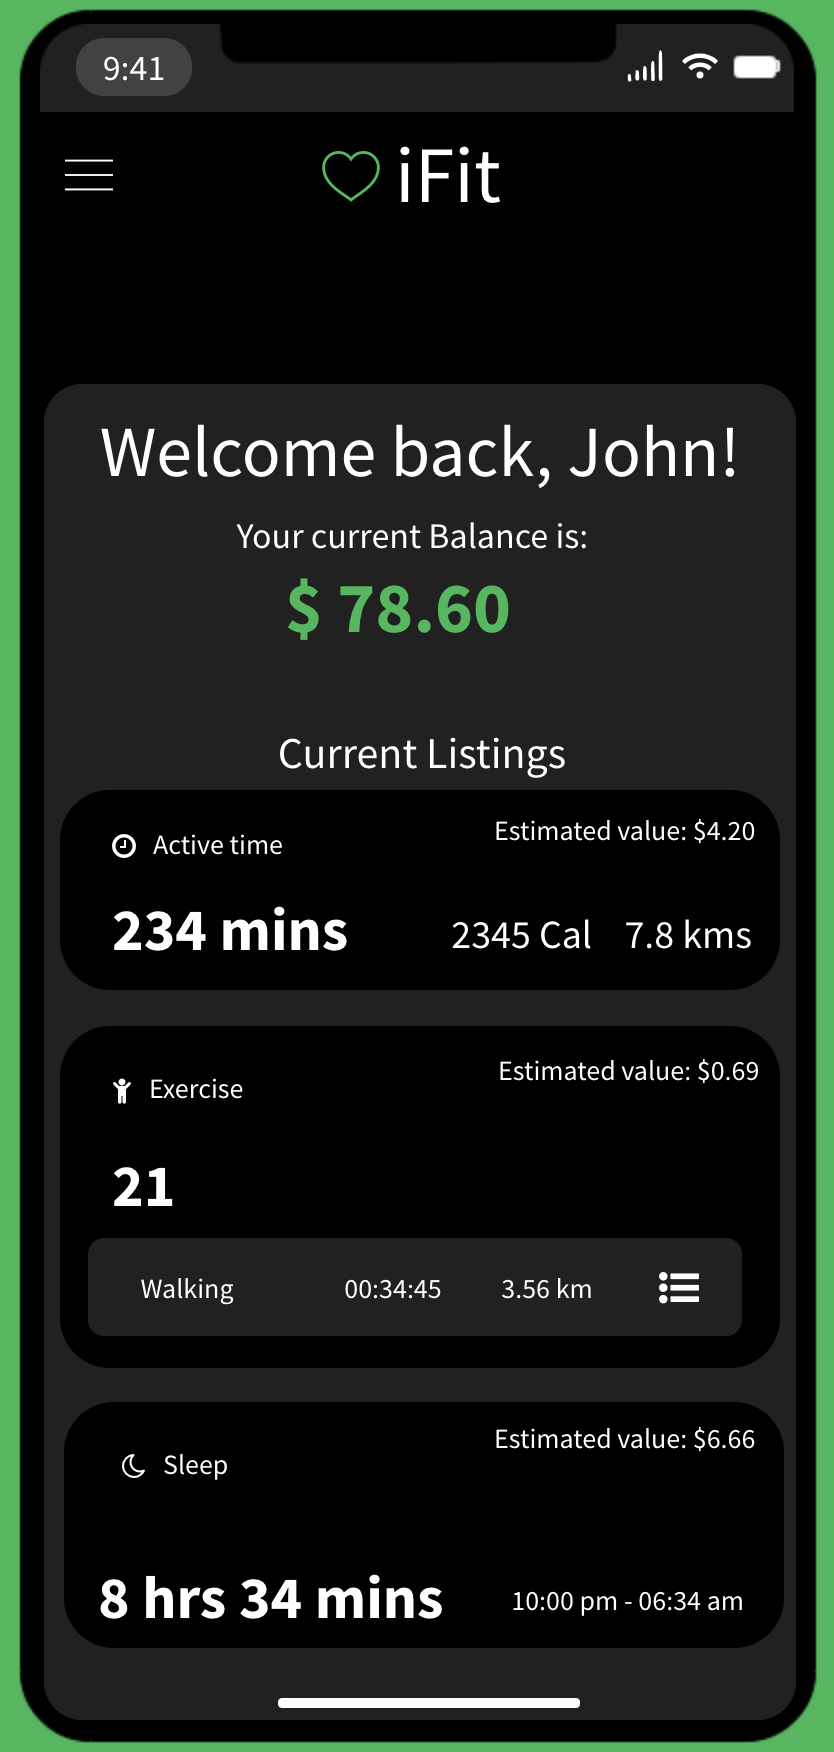 9:41
iFit
Welcome back, John!
Your current Balance is:
$ 78.60
Current Listings
Active time
Estimated value: $4.20
234 mins
2345 Cal
7.8 kms
Exercise
Estimated value: $0.69
21
Walking
00:34:45
3.56 km
Sleep
Estimated value: $6.66
8 hrs 34 mins
10:00 pm - 06:34 am